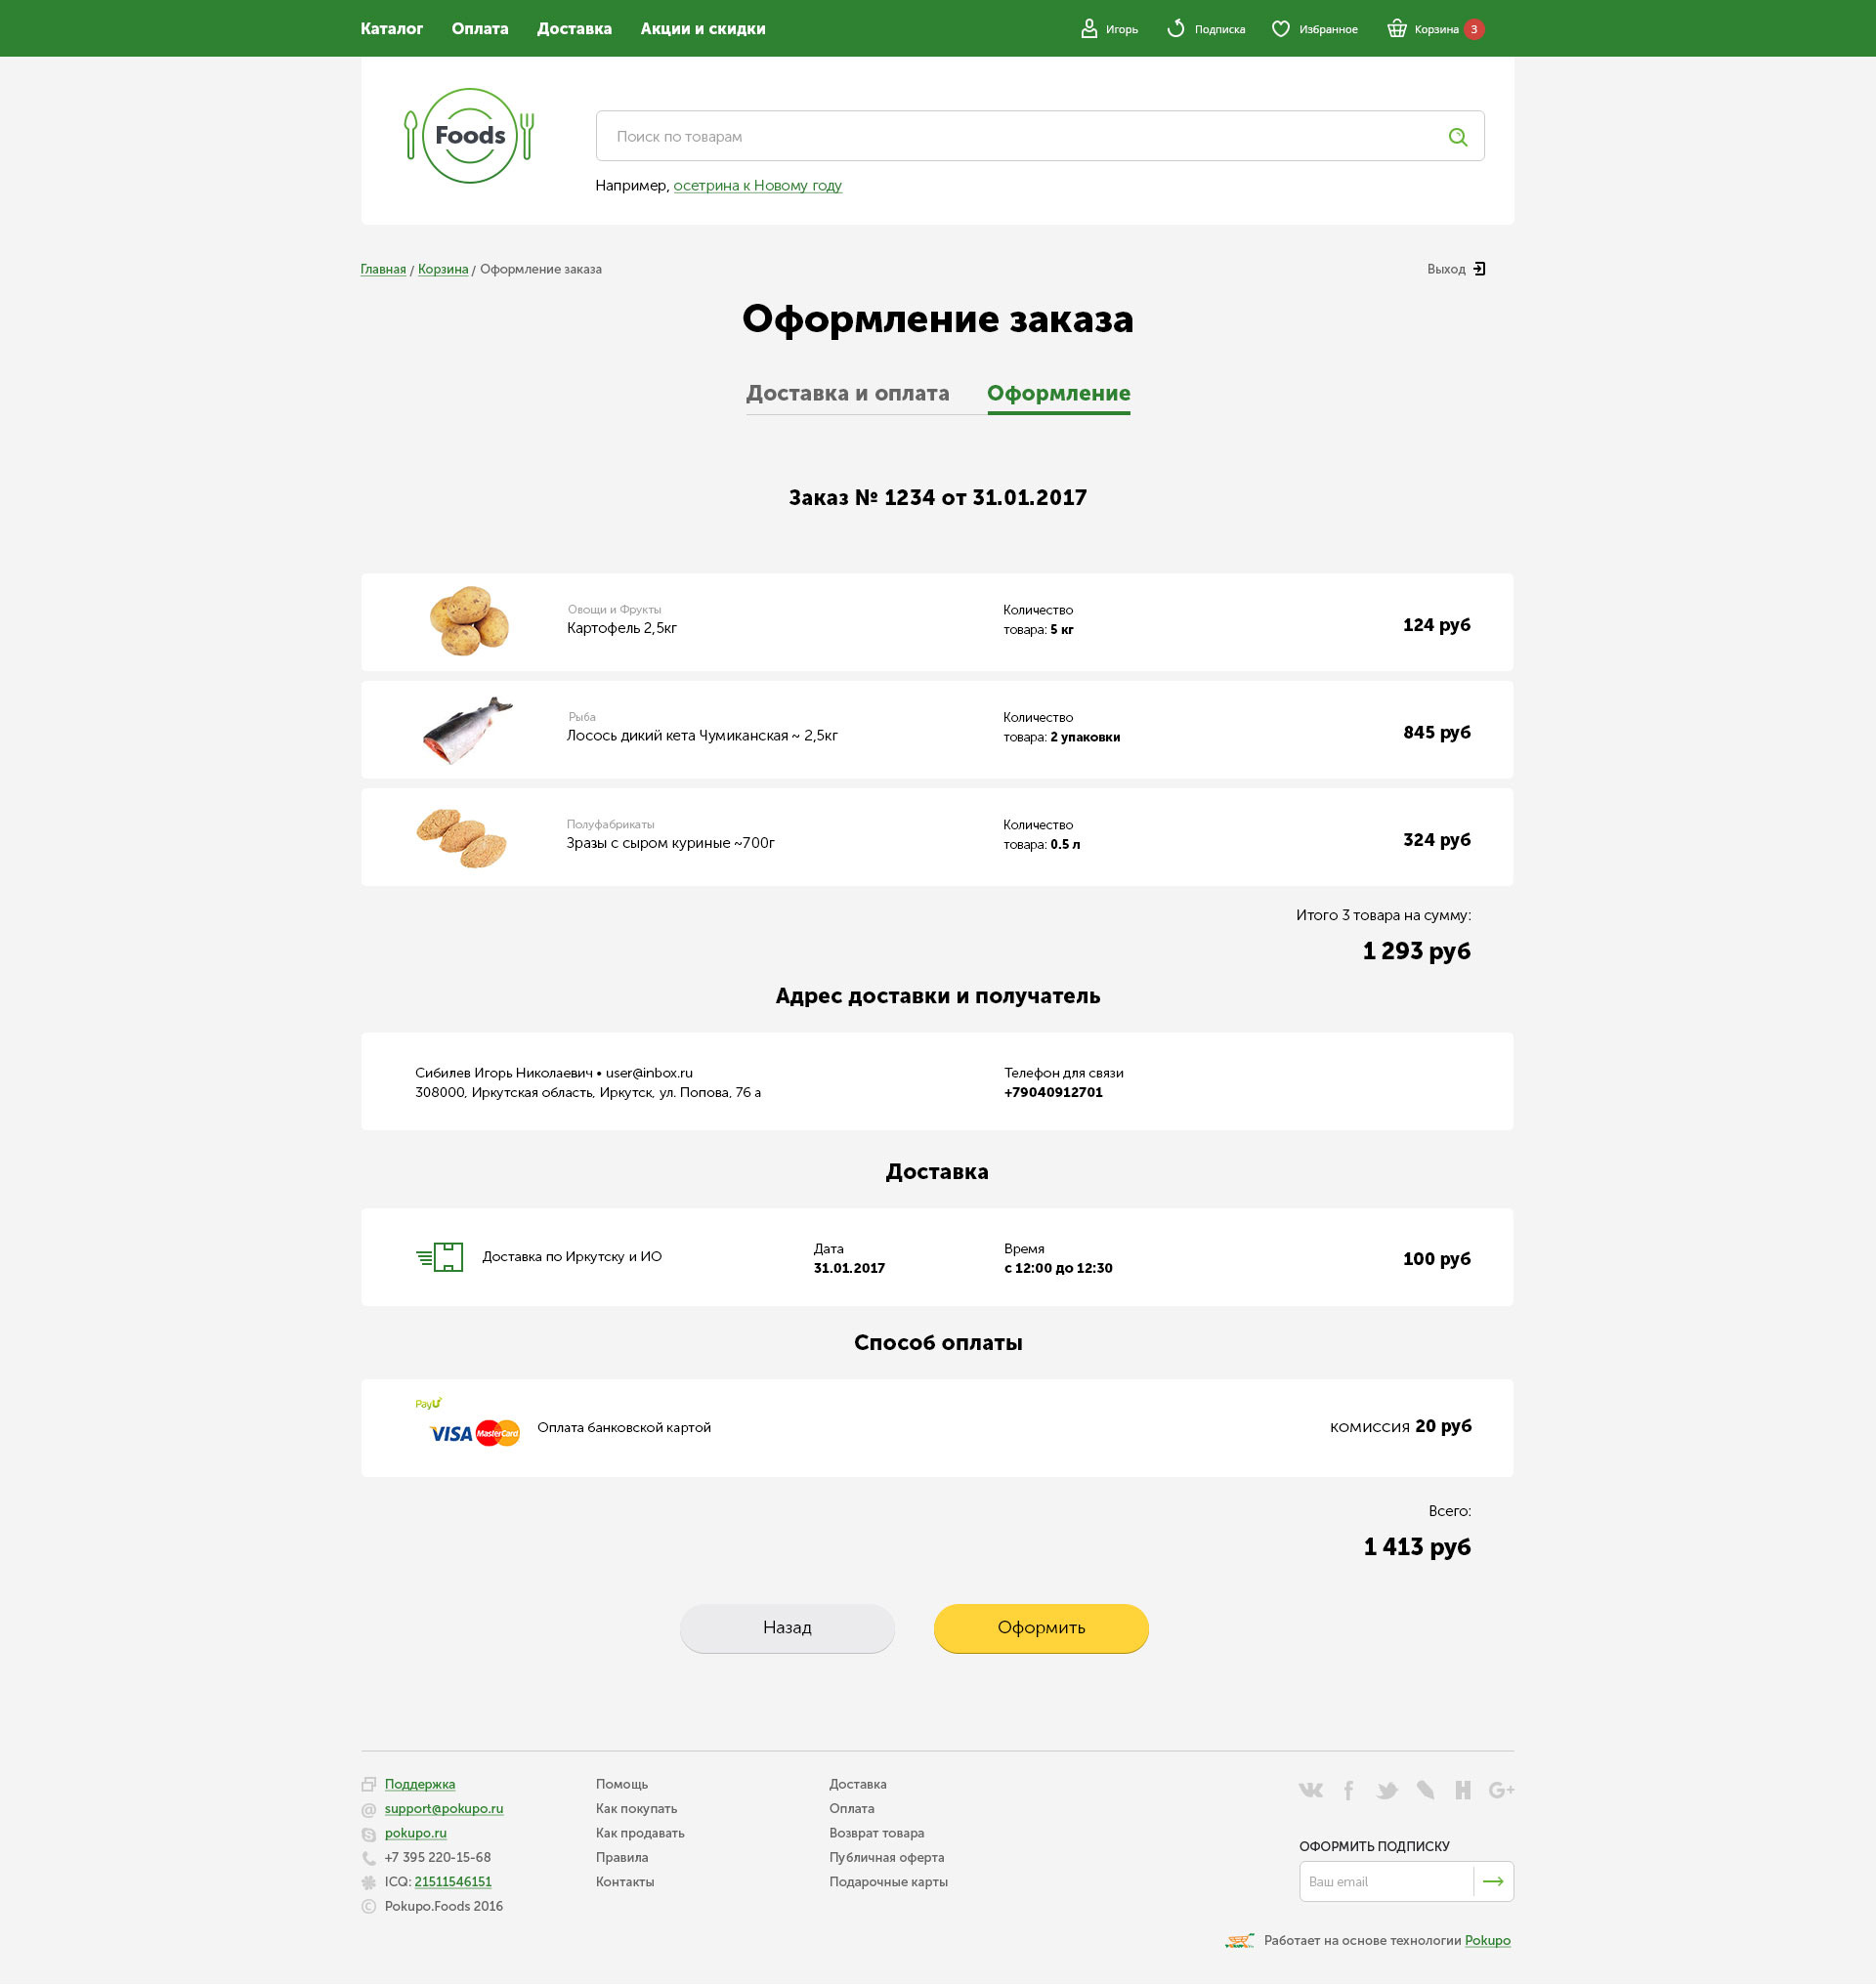 Каталог Оплата Доставка Акции и скидки Игорь Подписка Избранное Корзина 3
Foods
Поиск по товарам
Например, осетрина к Новому году
Главная / Корзина / Оформление заказа Выход
Оформление заказа
Доставка и оплата Оформление
Заказ № 1234 от 31.01.2017
Овощи и Фрукты
Картофель 2,5кг
Количество
товара: 5 кг
124 руб
Рыба
Лосось дикий кета Чумиканская ~ 2,5кг
Количество
товара: 2 упаковки
845 руб
Полуфабрикаты
Зразы с сыром куриные ~700г
Количество
товара: 0.5 л
324 руб
Итого 3 товара на сумму:
1 293 руб
Адрес доставки и получатель
Сибилев Игорь Николаевич • user@inbox.ru
308000, Иркутская область, Иркутск, ул. Попова, 76 а
Телефон для связи
+79040912701
Доставка
Доставка по Иркутску и ИО
Дата
31.01.2017
Время
с 12:00 до 12:30
100 руб
Способ оплаты
PayU
VISA MasterCard
Оплата банковской картой
комиссия 20 руб
Всего:
1 413 руб
Назад Оформить
Поддержка
support@pokupo.ru
pokupo.ru
+7 395 220-15-68
ICQ: 21511546151
© Pokupo.Foods 2016
Помощь
Как покупать
Как продавать
Правила
Контакты
Доставка
Оплата
Возврат товара
Публичная оферта
Подарочные карты
ОФОРМИТЬ ПОДПИСКУ
Ваш email
Работает на основе технологии Pokupo